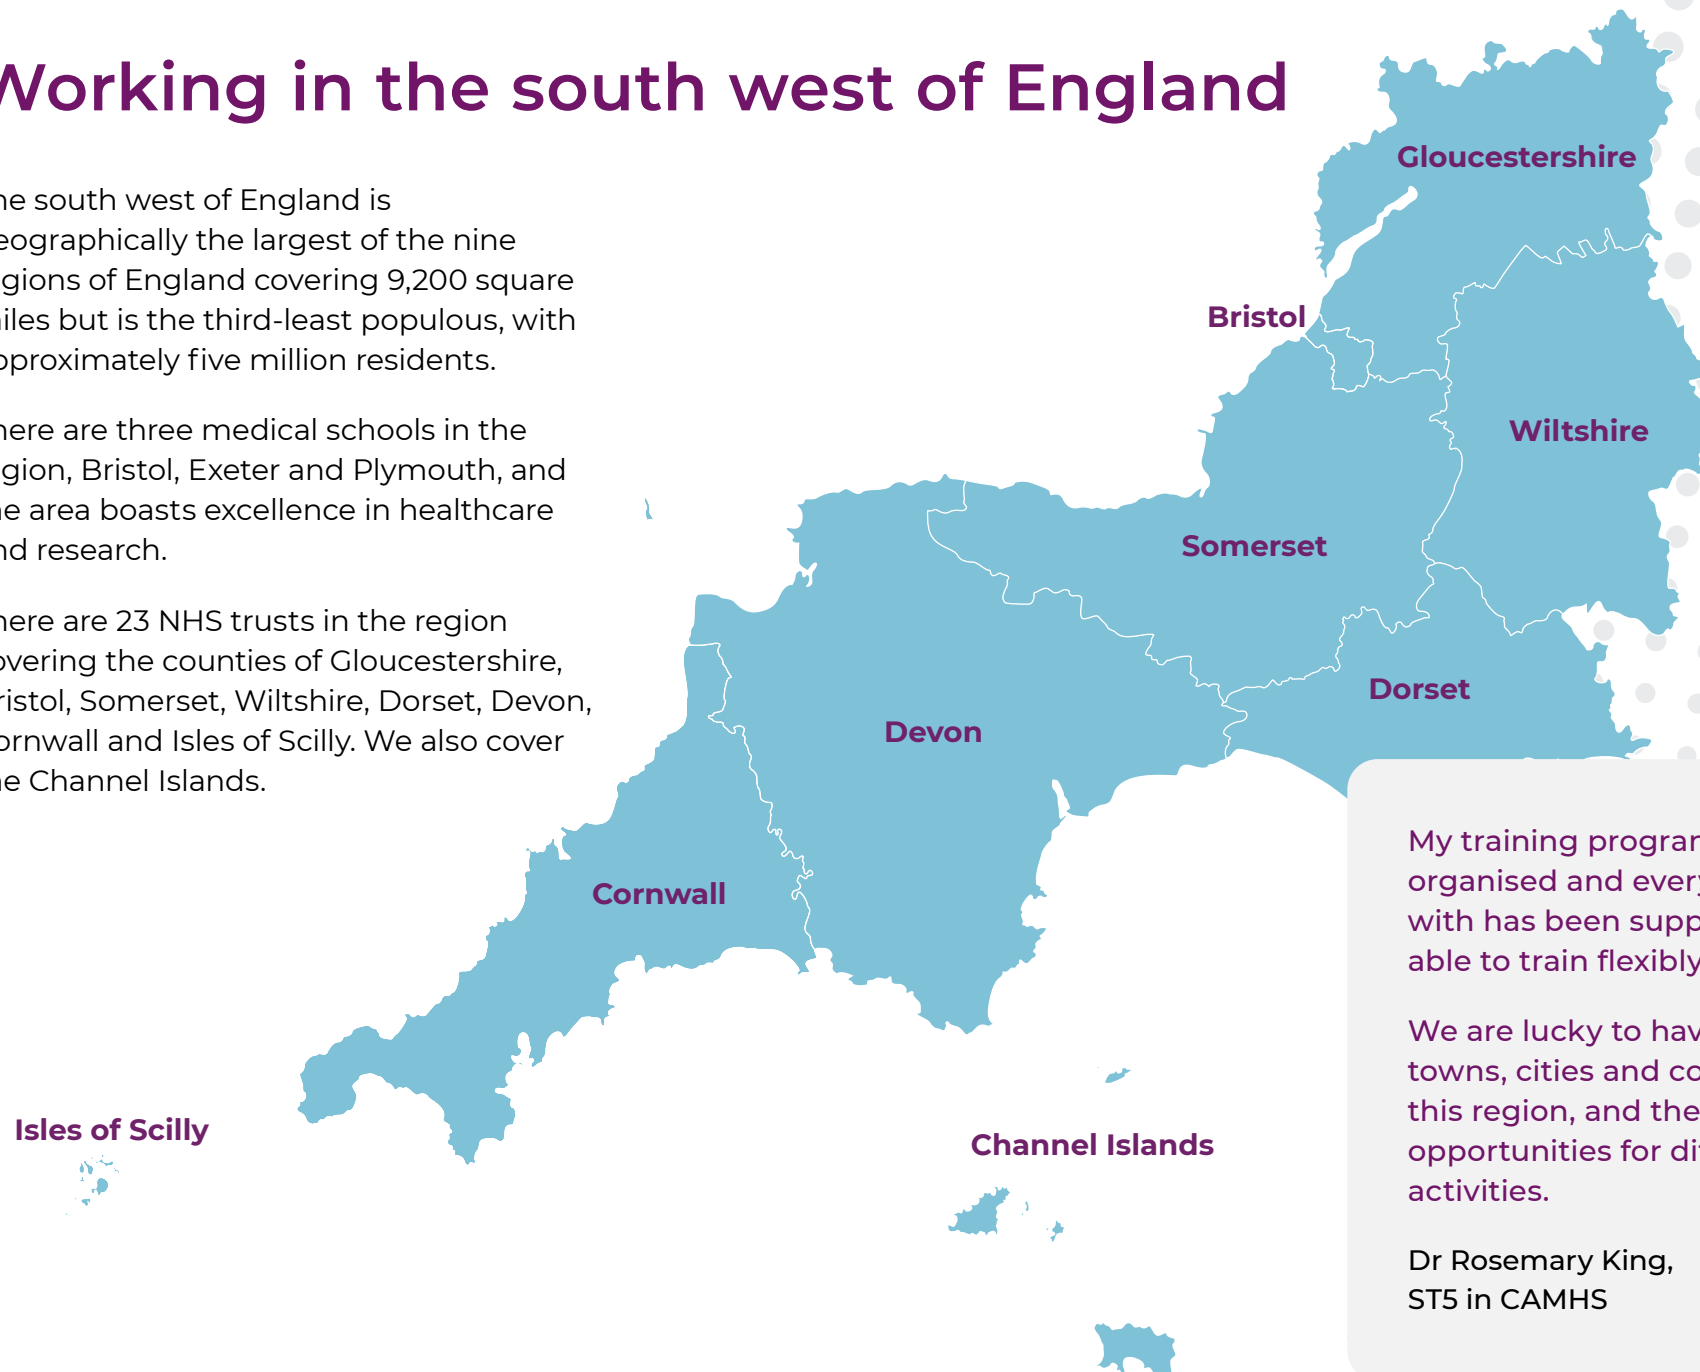 Working in the south west of England
he south west of England is
eographically the largest of the nine
gions of England covering 9,200 square
iles but is the third-least populous, with
pproximately five million residents.
here are three medical schools in the
gion, Bristol, Exeter and Plymouth, and
e area boasts excellence in healthcare
nd research.
here are 23 NHS trusts in the region
overing the counties of Gloucestershire,
ristol, Somerset, Wiltshire, Dorset, Devon,
ornwall and Isles of Scilly. We also cover
e Channel Islands.
Gloucestershire
Bristol
Wiltshire
Somerset
Dorset
Devon
Cornwall
Isles of Scilly
Channel Islands
My training progra
organised and every
with has been supp
able to train flexibly
We are lucky to hav
towns, cities and co
this region, and the
opportunities for di
activities.
Dr Rosemary King,
ST5 in CAMHS